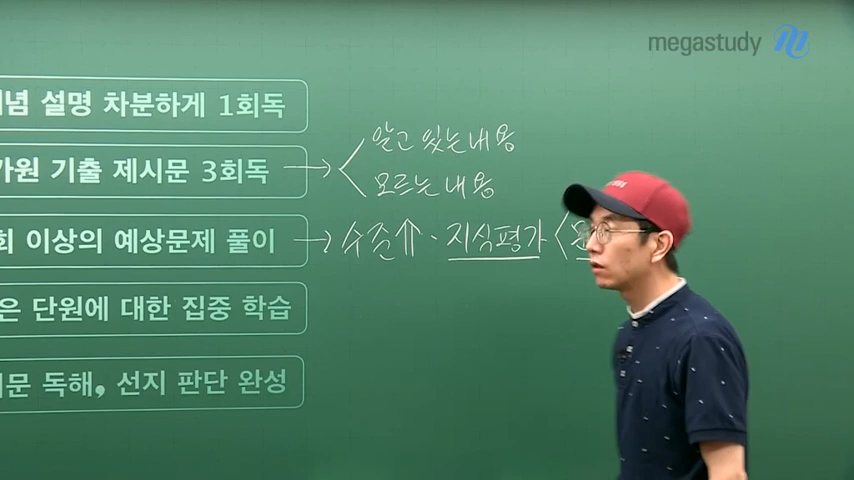 megastudy
념 설명 차분하게 1회독
가원 기출 제시문 3회독
알고 있는 내용
모르는 내용
회 이상의 예상문제 풀이
수준⇑ · 지식평가 <
은 단원에 대한 집중 학습
문 독해, 선지 판단 완성